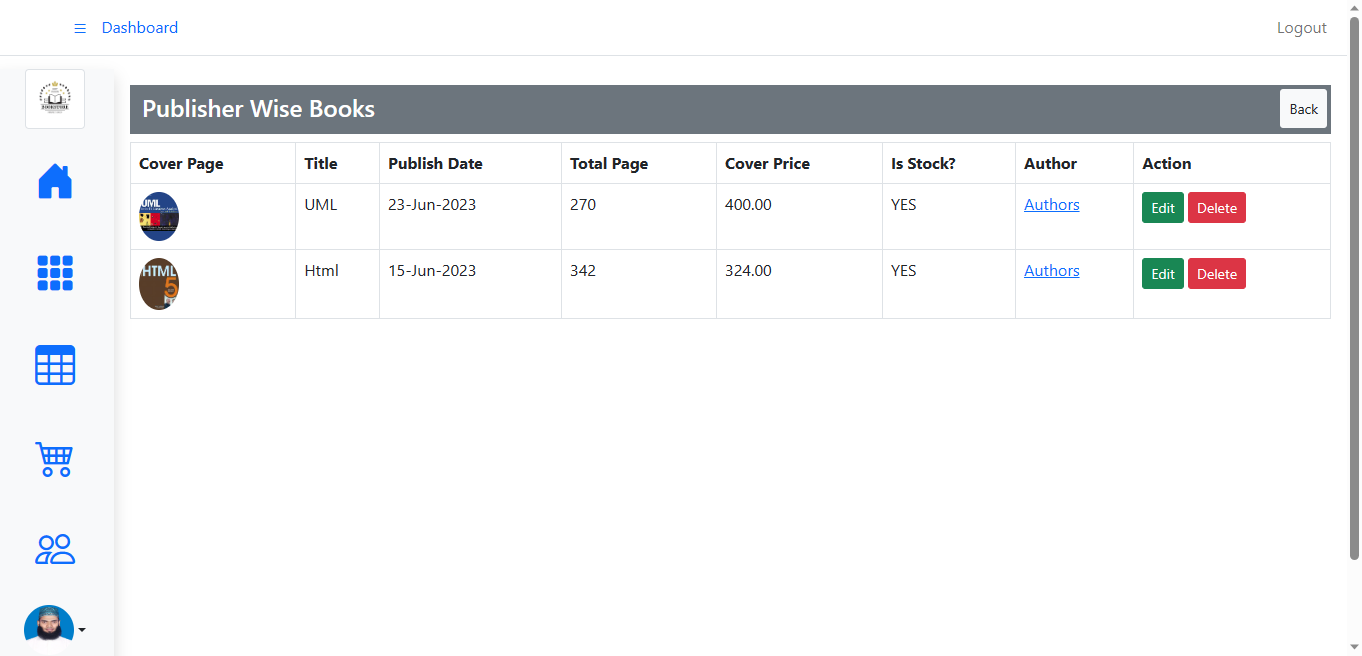 Dashboard
Logout
Publisher Wise Books
Back
Cover Page Title Publish Date Total Page Cover Price Is Stock? Author Action
UML
UML 23-Jun-2023 270 400.00 YES Authors Edit Delete
HTML
5
Html 15-Jun-2023 342 324.00 YES Authors Edit Delete